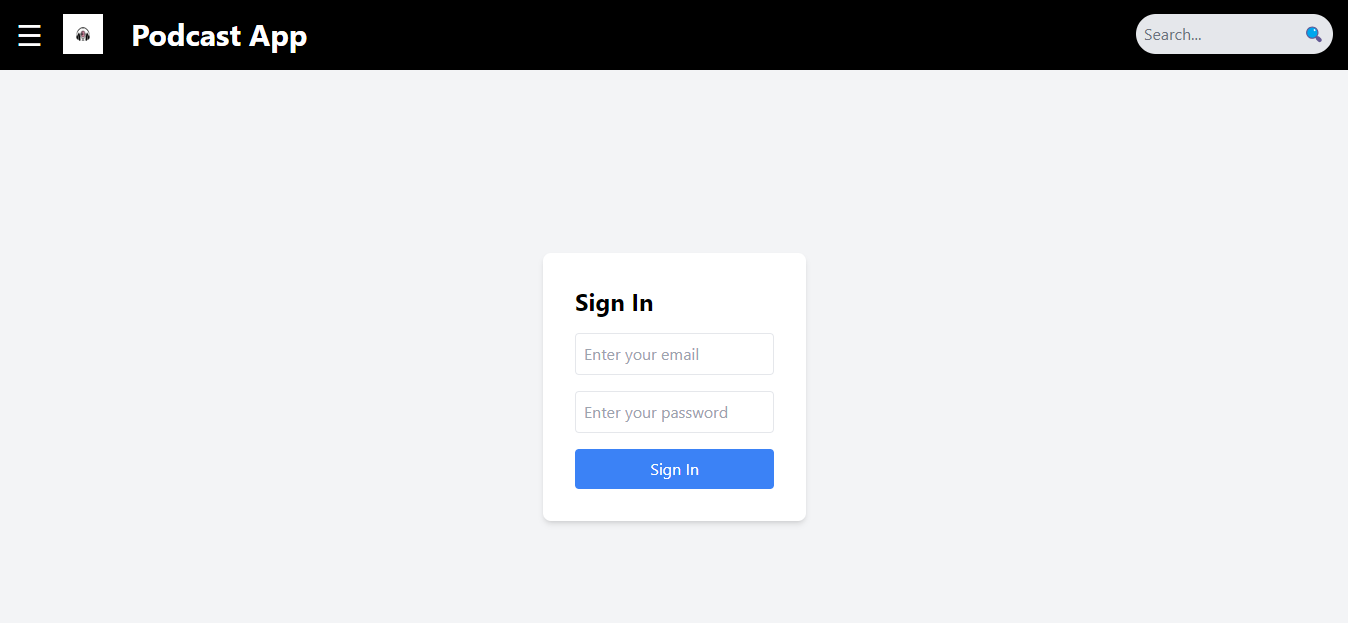 Podcast App
Search...
Sign In
Enter your email
Enter your password
Sign In